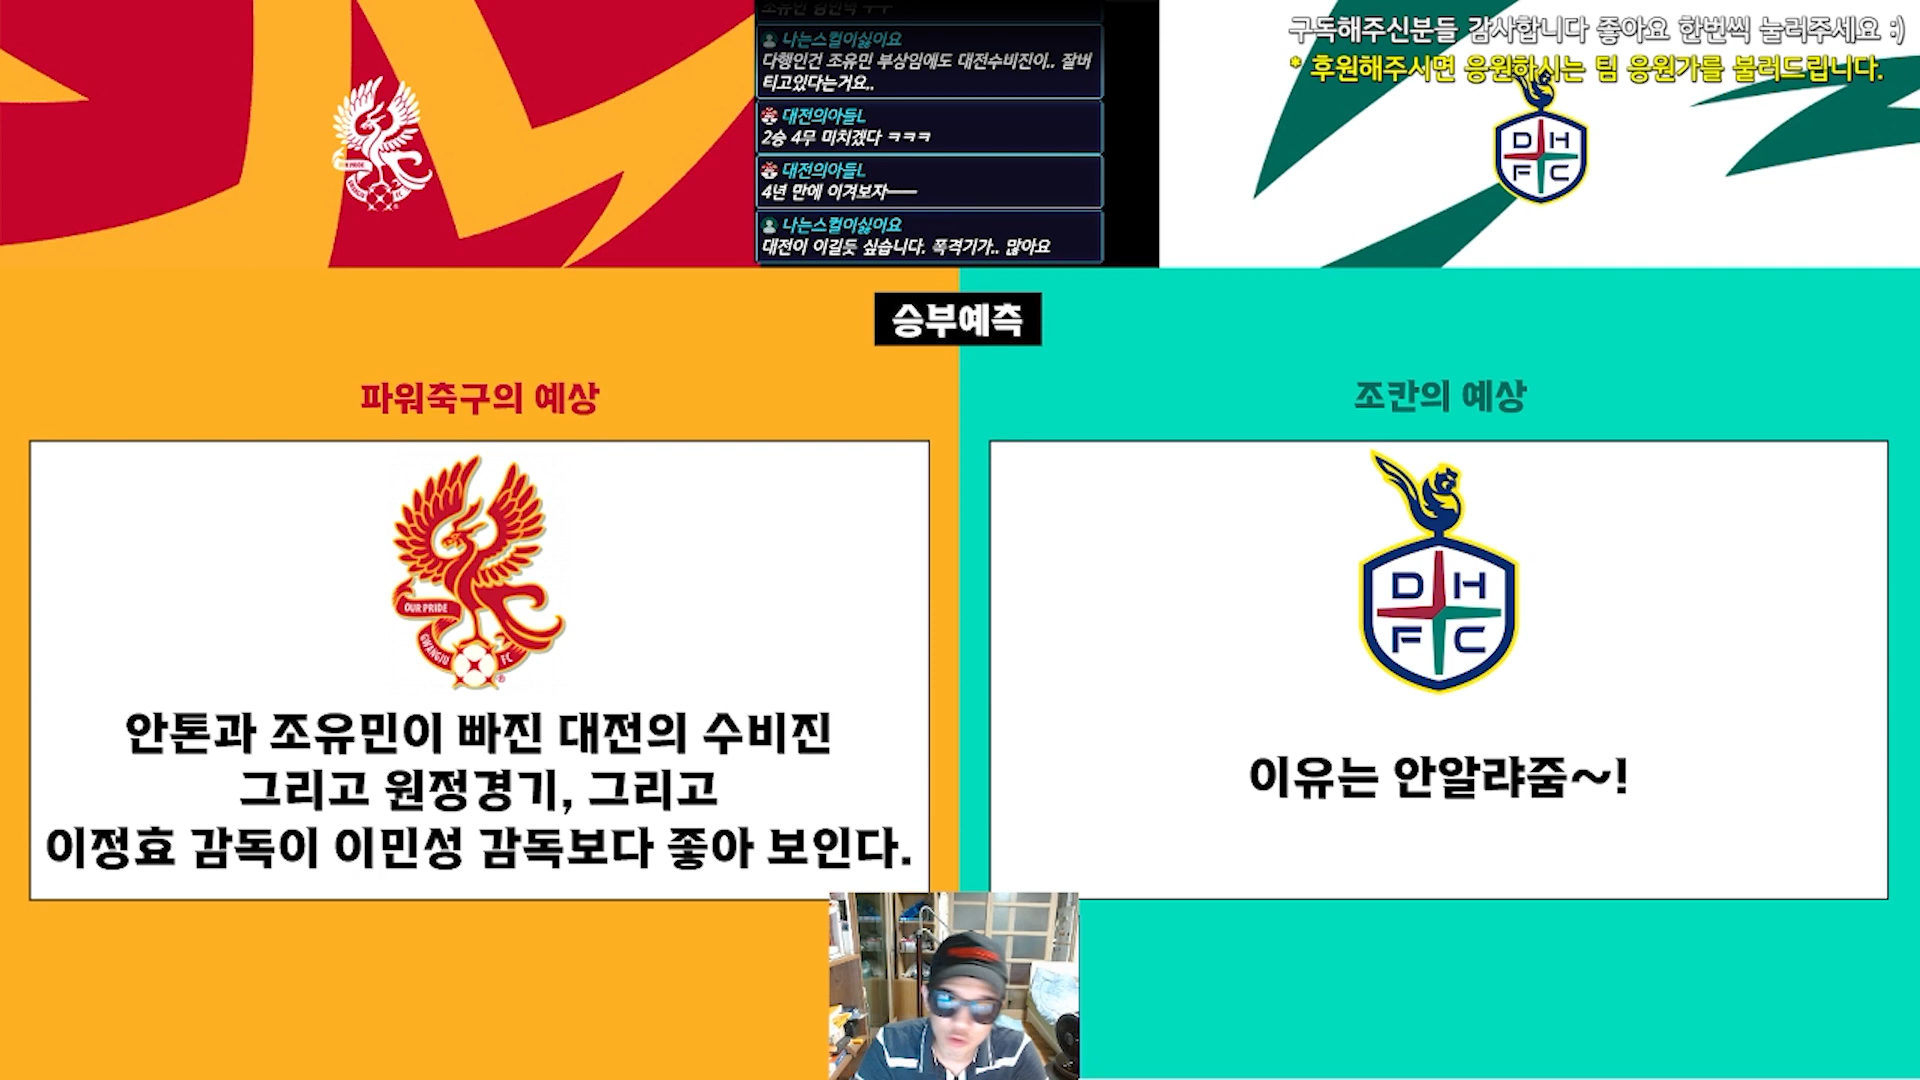 나는스컬이싫이요
다행인건 조유민 부상임에도 대전수비진이.. 잘버
티고있다는거요..
대전의아들L
2승 4무 미치겠다 ㅋㅋㅋ
대전의아들L
4년 만에 이겨보자ㅡㅡ
나는스컬이싫이요
대전이 이길듯 싶습니다. 폭격기가.. 많아요
구독해주신분들 감사합니다 좋아요 한번씩 눌러주세요 :)
* 후원해주시면 응원하시는 팀 응원가를 불러드립니다.
D H
F C
승부예측
파워축구의 예상
조칸의 예상
OUR PRIDE
GWANGJU FC
안톤과 조유민이 빠진 대전의 수비진
그리고 원정경기, 그리고
이정효 감독이 이민성 감독보다 좋아 보인다.
D H
F C
이유는 안알랴줌~!